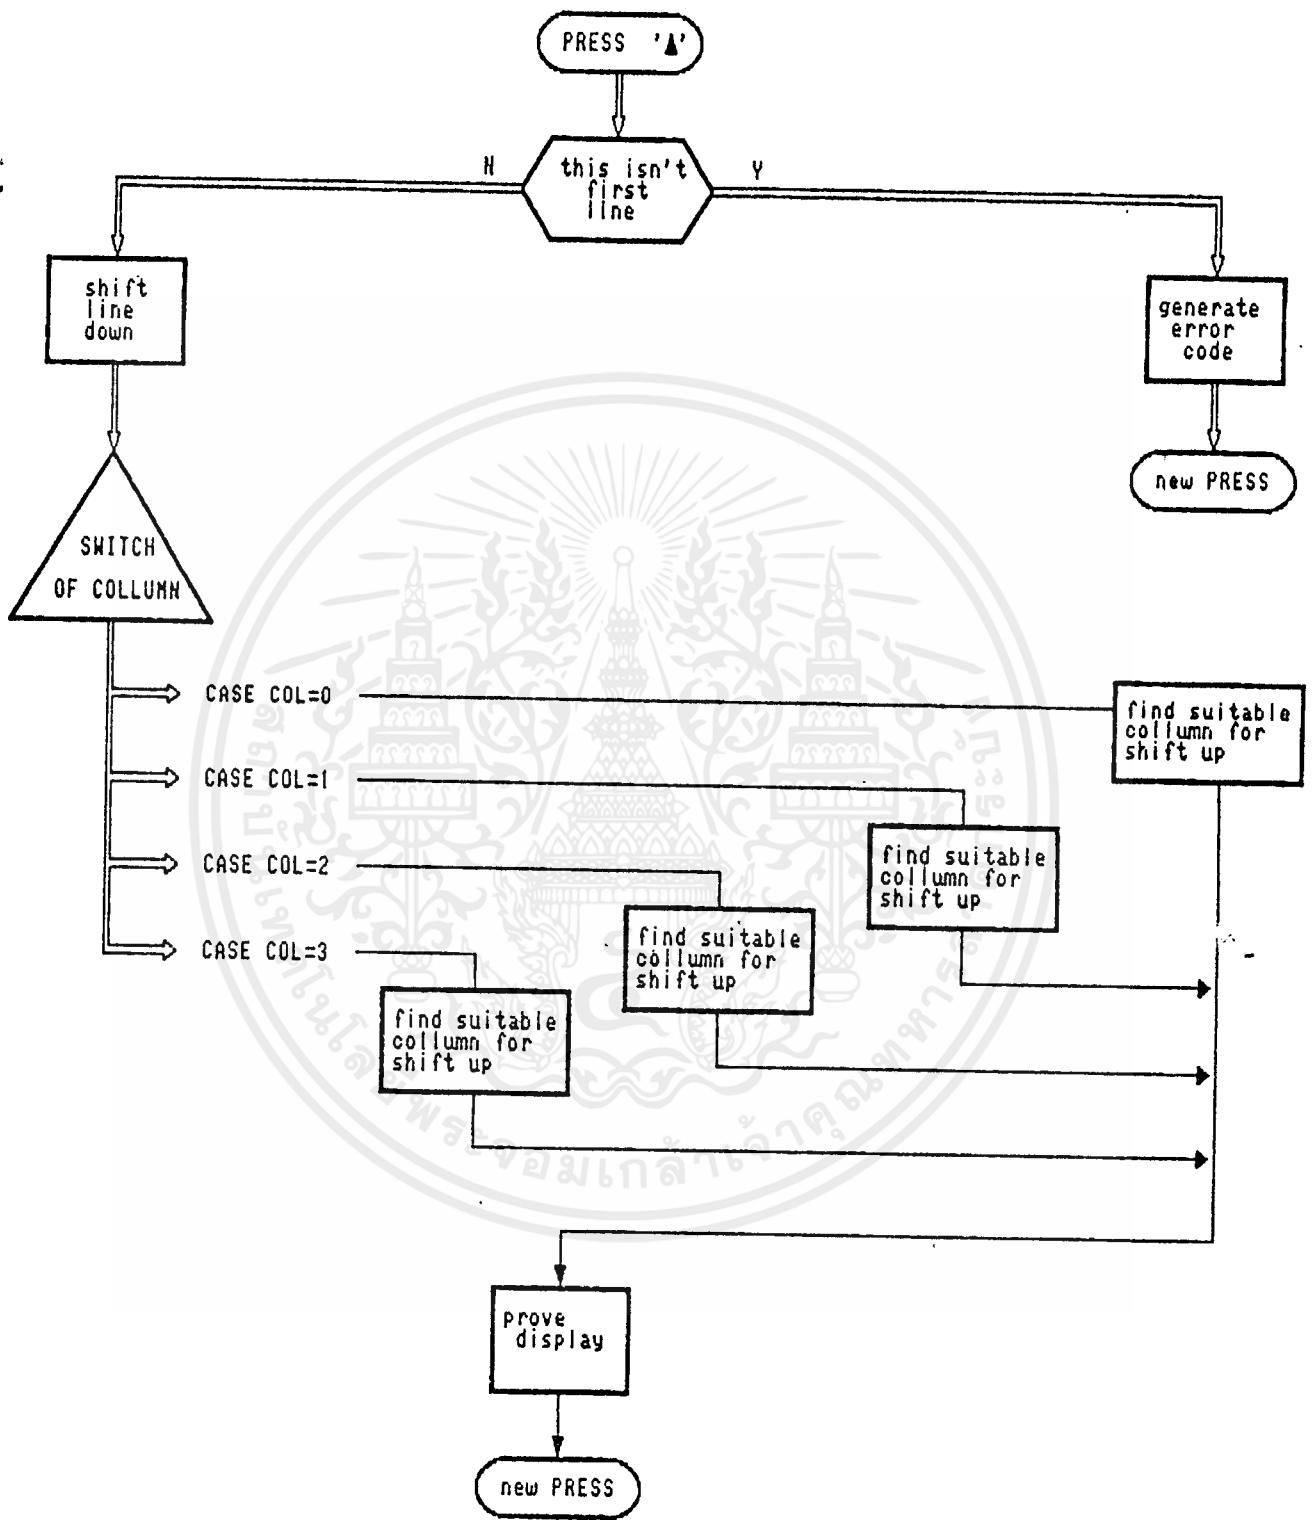 PRESS '▲'
N
this isn't
first
line
Y
shift
line
down
generate
error
code
new PRESS
SWITCH
OF COLLUMN
CASE COL=0
find suitable
collumn for
shift up
CASE COL=1
find suitable
collumn for
shift up
CASE COL=2
find suitable
collumn for
shift up
CASE COL=3
find suitable
collumn for
shift up
prove
display
new PRESS